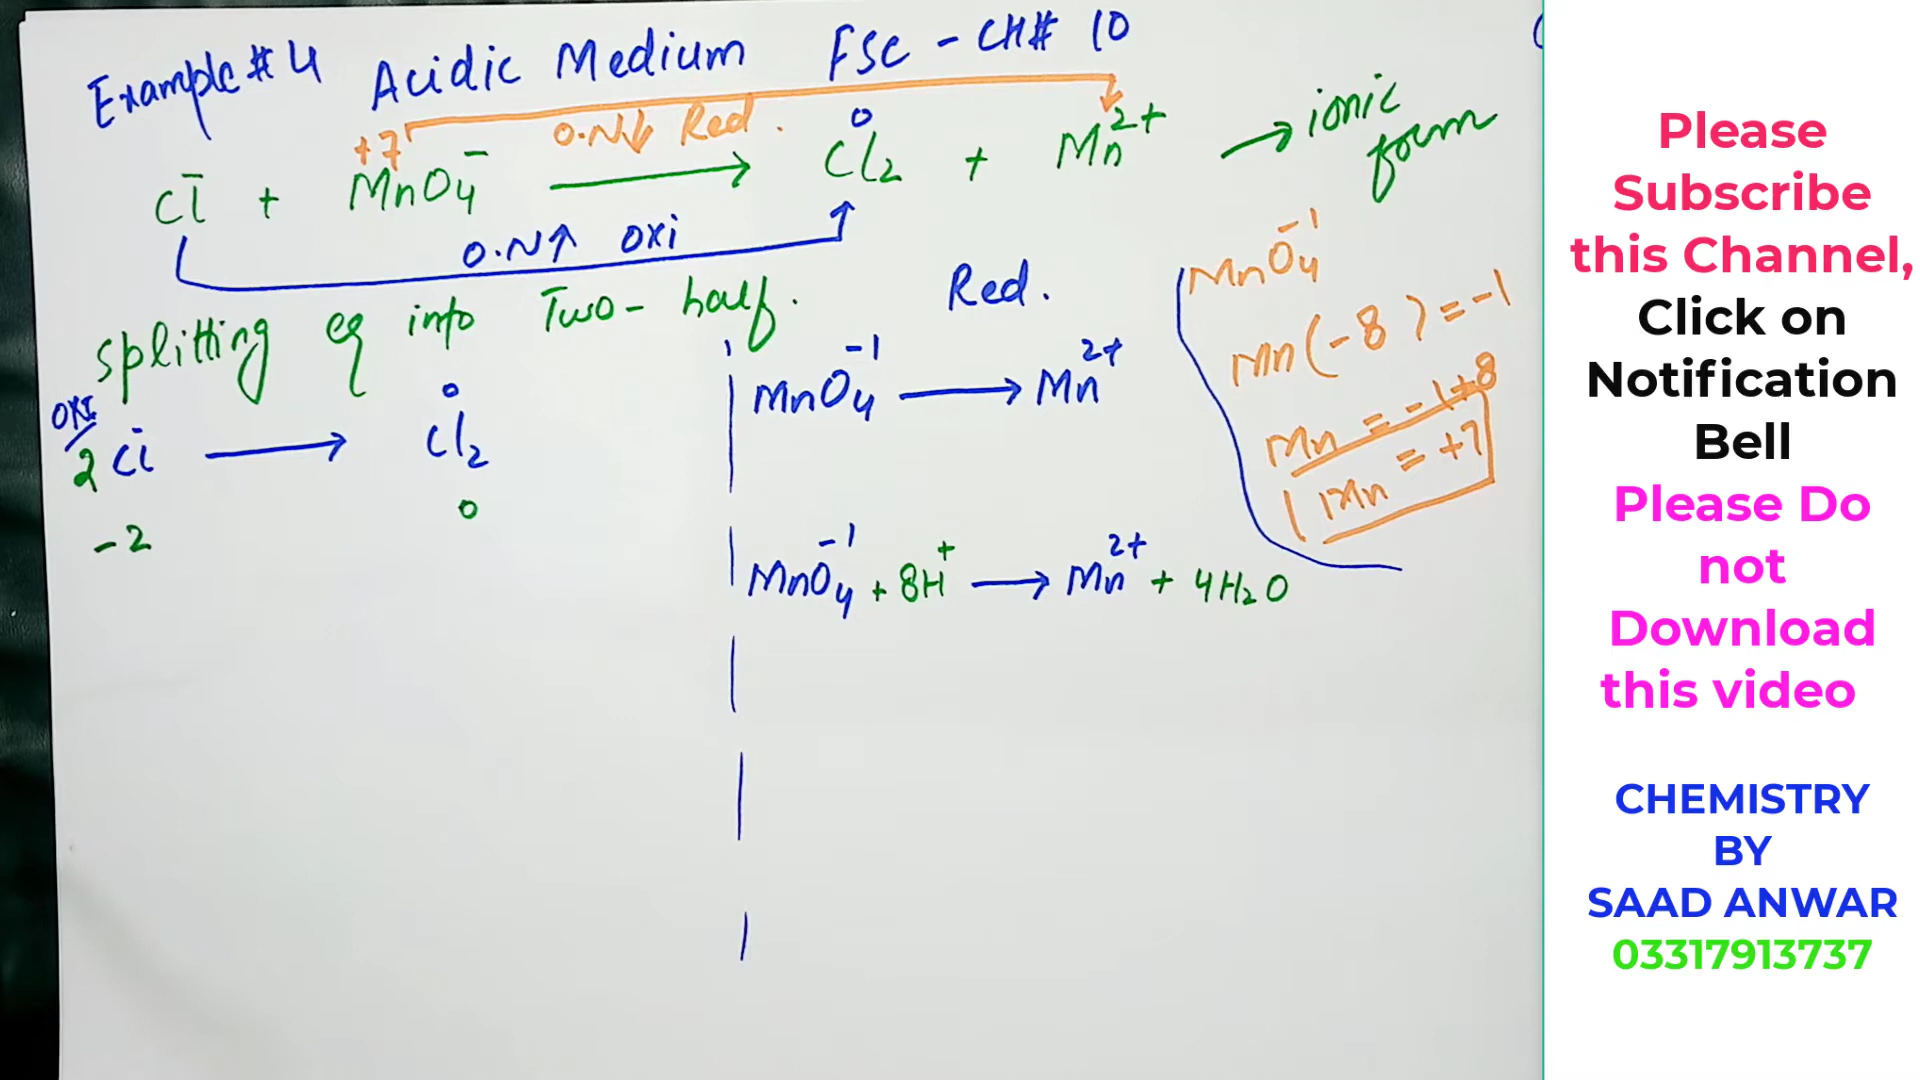 Example # 4 Acidic Medium FSC - CH# 10
+7 O.N↓ Red. 0
Cl⁻ + MnO₄⁻ → Cl₂ + Mn²⁺ → ionic form
O.N↑ oxi
splitting eq into Two-half.
Red.
OXI
2Cl⁻ → Cl₂⁰
-2 0
MnO₄⁻¹ → Mn²⁺
MnO₄⁻¹ + 8H⁺ → Mn²⁺ + 4H₂O
MnO₄⁻¹
Mn(-8) = -1
Mn = -1+8
Mn = +7
Please
Subscribe
this Channel,
Click on
Notification
Bell
Please Do
not
Download
this video
CHEMISTRY
BY
SAAD ANWAR
03317913737